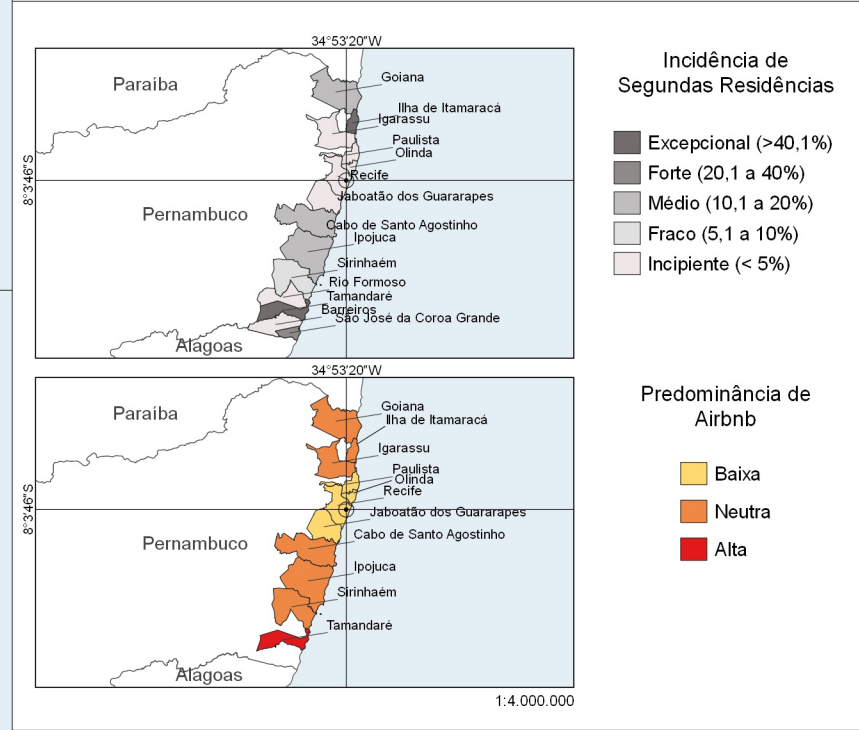 34°53'20"W
Paraíba
Goiana
Ilha de Itamaracá
Igarassu
Paulista
Olinda
Recife
8°3'46"S
Jaboatão dos Guararapes
Pernambuco
Cabo de Santo Agostinho
Ipojuca
Sirinhaém
Rio Formoso
Tamandaré
Barreiros
São José da Coroa Grande
Alagoas
Incidência de
Segundas Residências
Excepcional (>40,1%)
Forte (20,1 a 40%)
Médio (10,1 a 20%)
Fraco (5,1 a 10%)
Incipiente (< 5%)
34°53'20"W
Paraíba
Goiana
Ilha de Itamaracá
Igarassu
Paulista
Olinda
Recife
8°3'46"S
Jaboatão dos Guararapes
Pernambuco
Cabo de Santo Agostinho
Ipojuca
Sirinhaém
Tamandaré
Alagoas
Predominância de
Airbnb
Baixa
Neutra
Alta
1:4.000.000